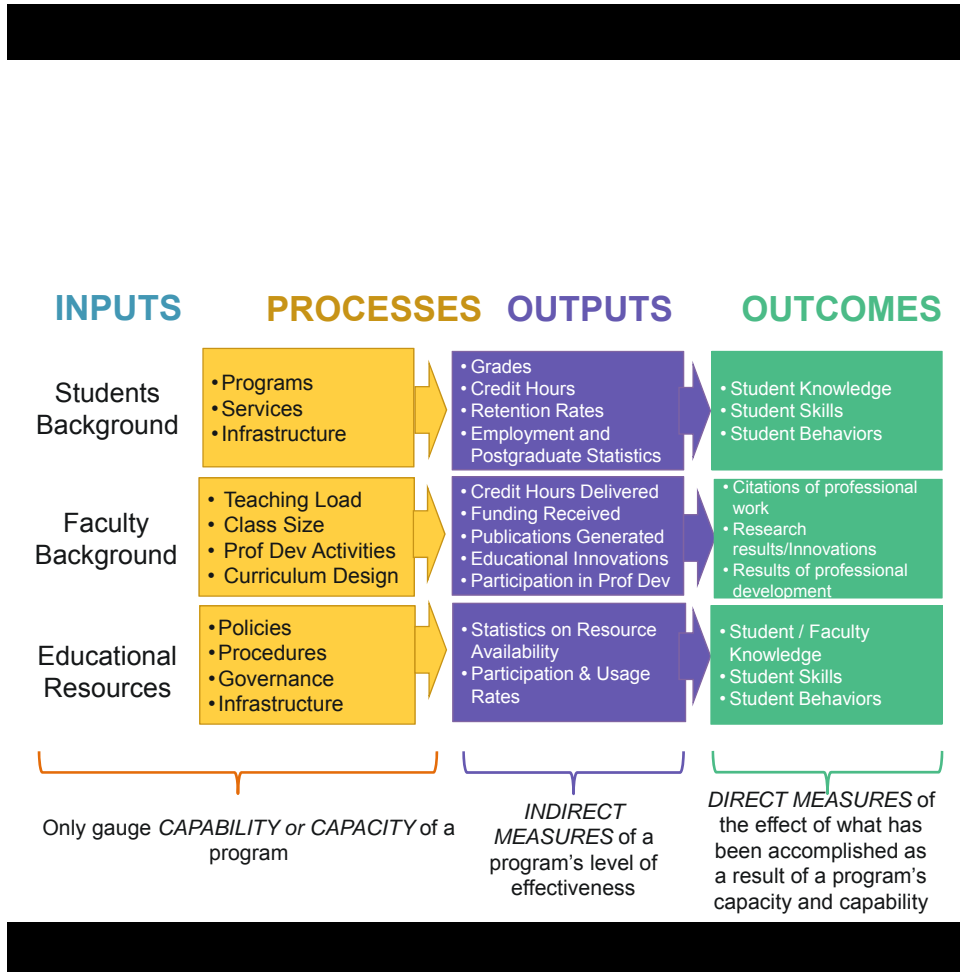 INPUTS
PROCESSES
OUTPUTS
OUTCOMES
Students
Background
•Programs
•Services
•Infrastructure
• Grades
• Credit Hours
• Retention Rates
• Employment and
Postgraduate Statistics
• Student Knowledge
• Student Skills
• Student Behaviors
Faculty
Background
• Teaching Load
• Class Size
• Prof Dev Activities
• Curriculum Design
• Credit Hours Delivered
• Funding Received
• Publications Generated
• Educational Innovations
• Participation in Prof Dev
• Citations of professional
work
• Research
results/Innovations
• Results of professional
development
Educational
Resources
•Policies
•Procedures
•Governance
•Infrastructure
• Statistics on Resource
Availability
• Participation & Usage
Rates
• Student / Faculty
Knowledge
• Student Skills
• Student Behaviors
Only gauge CAPABILITY or CAPACITY of a
program
INDIRECT
MEASURES of a
program's level of
effectiveness
DIRECT MEASURES of
the effect of what has
been accomplished as
a result of a program's
capacity and capability